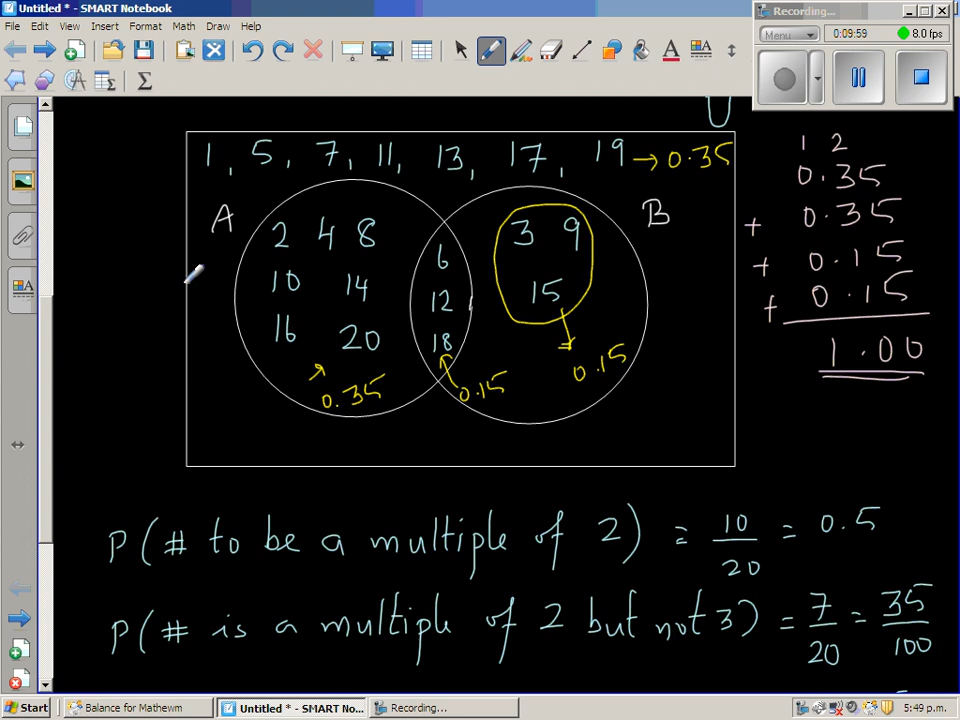 Untitled * - SMART Notebook
Recording...
File Edit View Insert Format Math Draw Help
Menu 0:09:59 8.0 fps
U
1, 5, 7, 11, 13, 17, 19 → 0.35
A
B
2 4 8
10 14
16 20
0.35
6
12
18
0.15
3 9
15
0.15
1 2
0.35
+ 0.35
+ 0.15
+ 0.15
1.00
P(# to be a multiple of 2) = 10/20 = 0.5
P(# is a multiple of 2 but not 3) = 7/20 = 35/100
Start Balance for Mathewm Untitled * - SMART No... Recording... 5:49 p.m.